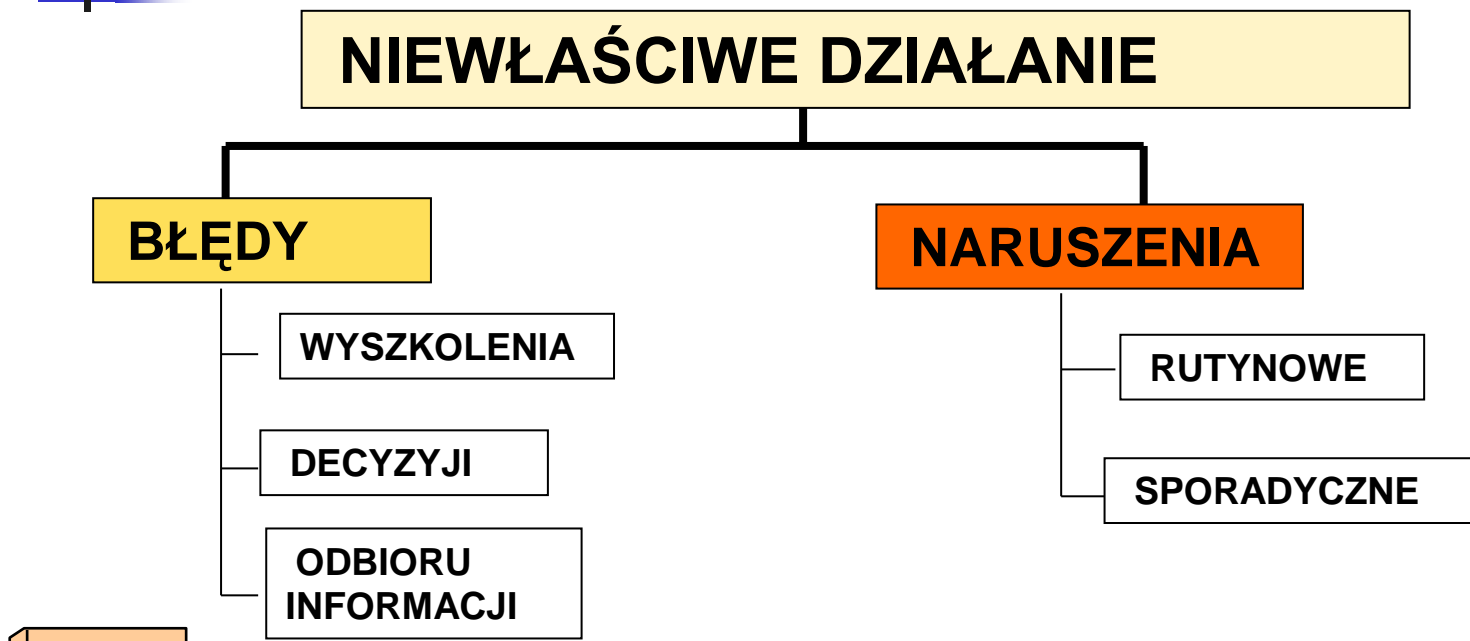 NIEWŁAŚCIWE DZIAŁANIE
BŁĘDY
WYSZKOLENIA
DECYZYJI
ODBIORU
INFORMACJI
NARUSZENIA
RUTYNOWE
SPORADYCZNE